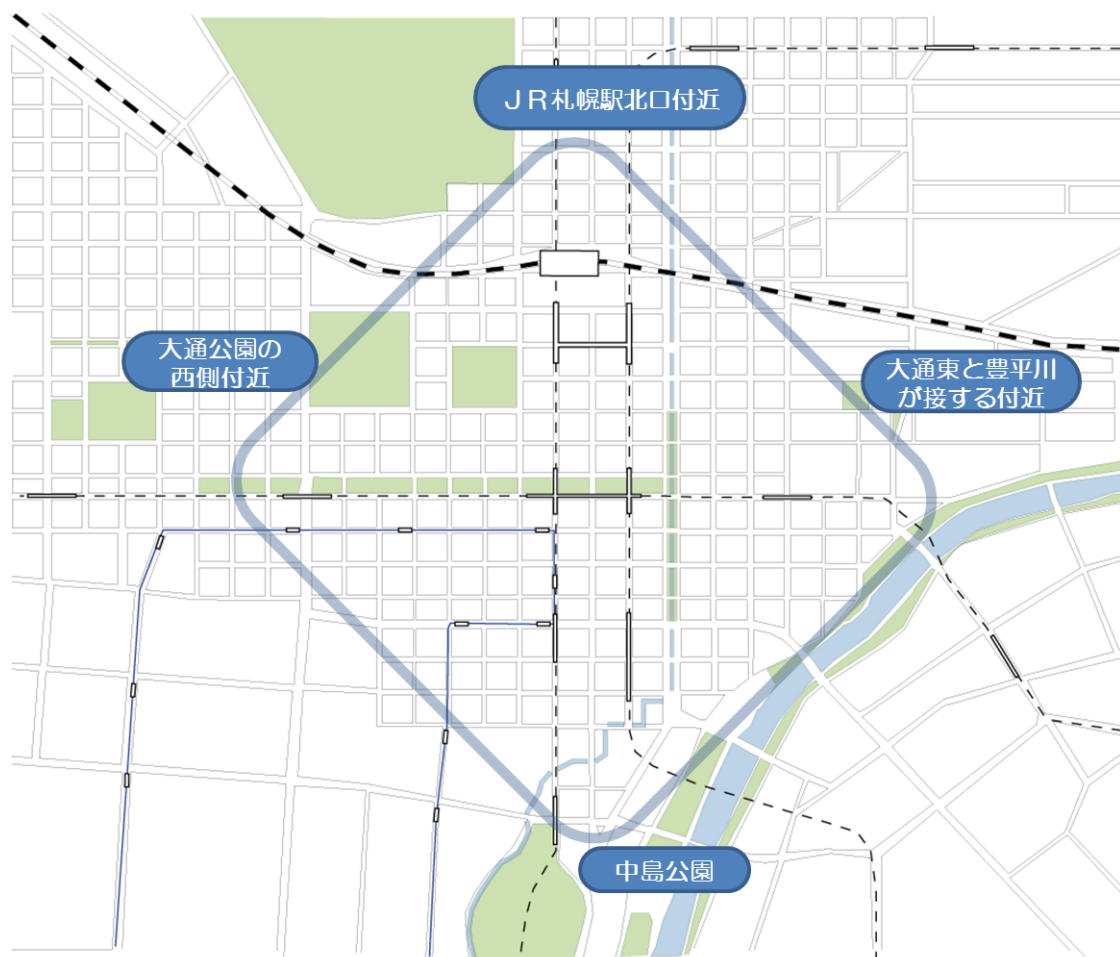 JR札幌駅北口付近
大通公園の
西側付近
大通東と豊平川
が接する付近
中島公園